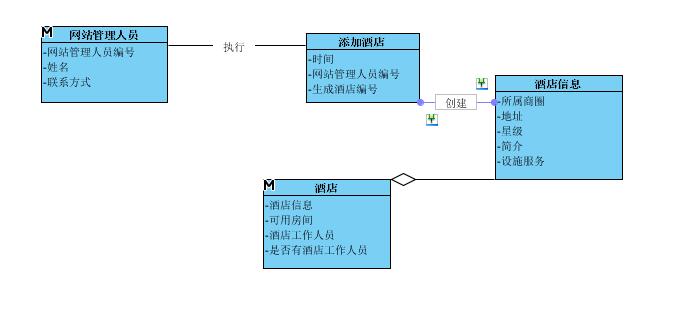 M
网站管理人员
-网站管理人员编号
-姓名
-联系方式
执行
添加酒店
-时间
-网站管理人员编号
-生成酒店编号
创建
酒店信息
-所属商圈
-地址
-星级
-简介
-设施服务
M
酒店
-酒店信息
-可用房间
-酒店工作人员
-是否有酒店工作人员